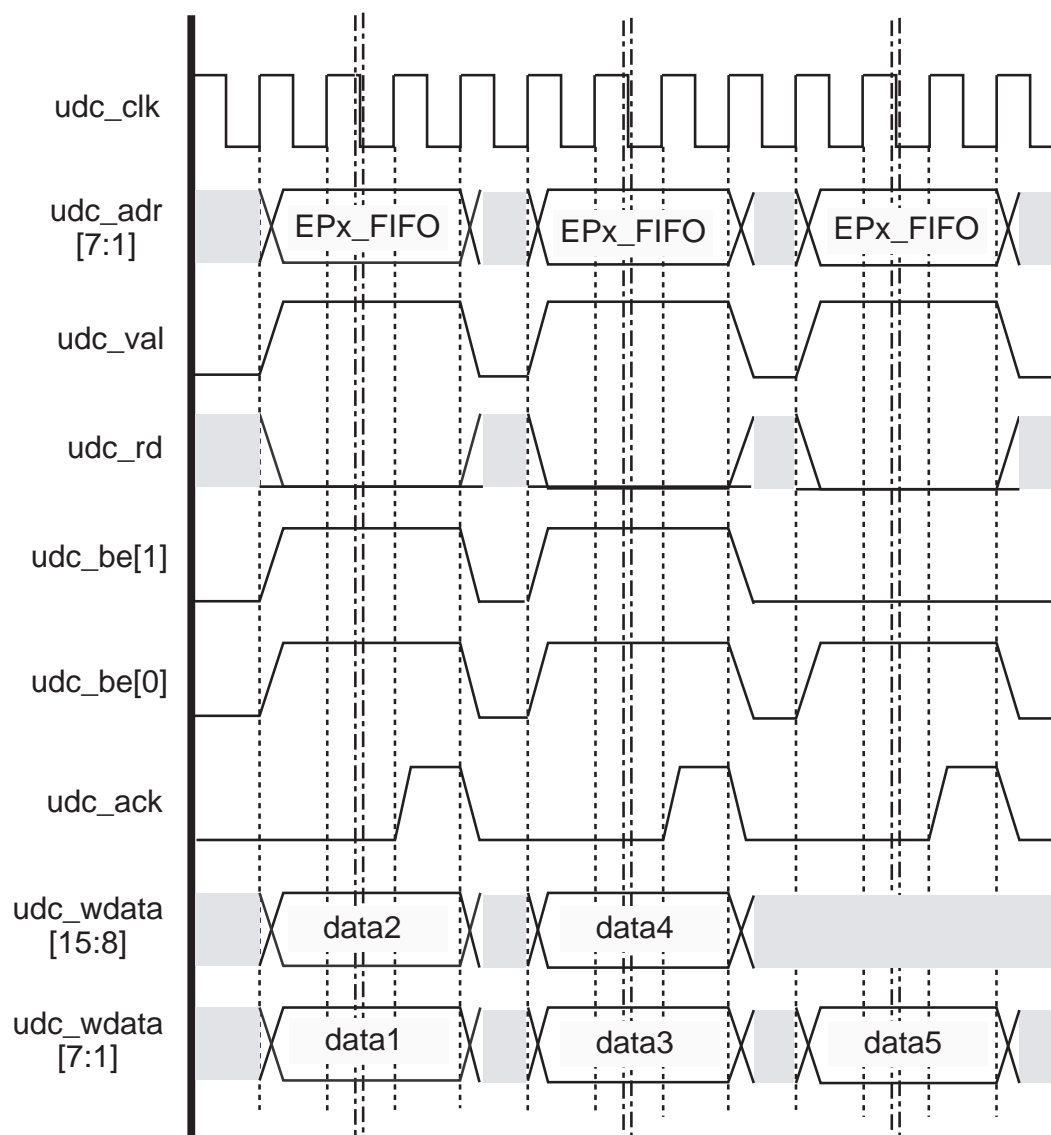 udc_clk
udc_adr
[7:1]
EPx_FIFO
EPx_FIFO
EPx_FIFO
udc_val
udc_rd
udc_be[1]
udc_be[0]
udc_ack
udc_wdata
[15:8]
data2
data4
udc_wdata
[7:1]
data1
data3
data5